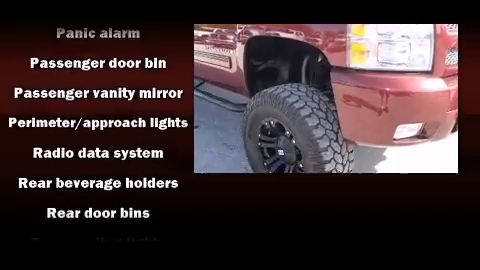 Panic alarm
Passenger door bin
Passenger vanity mirror
Perimeter/approach lights
Radio data system
Rear beverage holders
Rear door bins